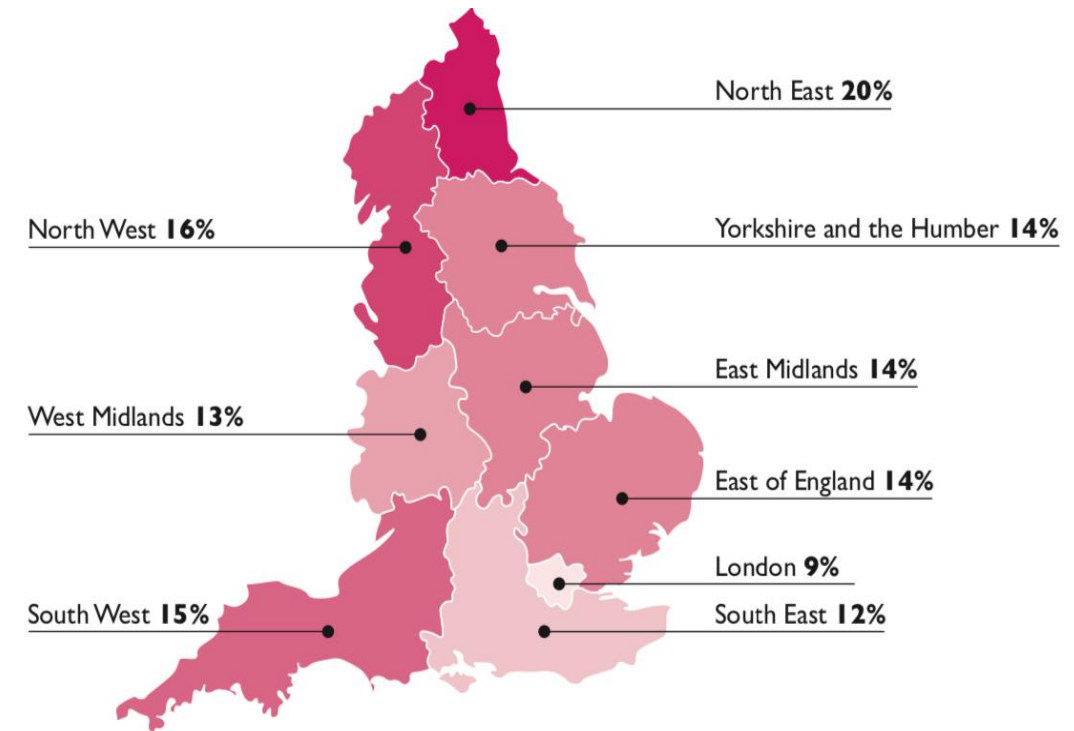 North East 20%
North West 16%
Yorkshire and the Humber 14%
East Midlands 14%
West Midlands 13%
East of England 14%
London 9%
South West 15%
South East 12%